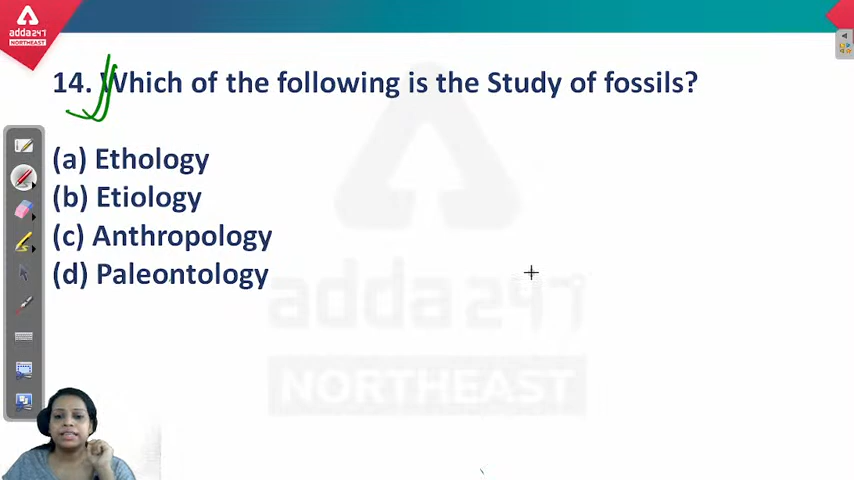 adda247
NORTHEAST
14. Which of the following is the Study of fossils?
(a) Ethology
(b) Etiology
(c) Anthropology
(d) Paleontology
adda247
NORTHEAST